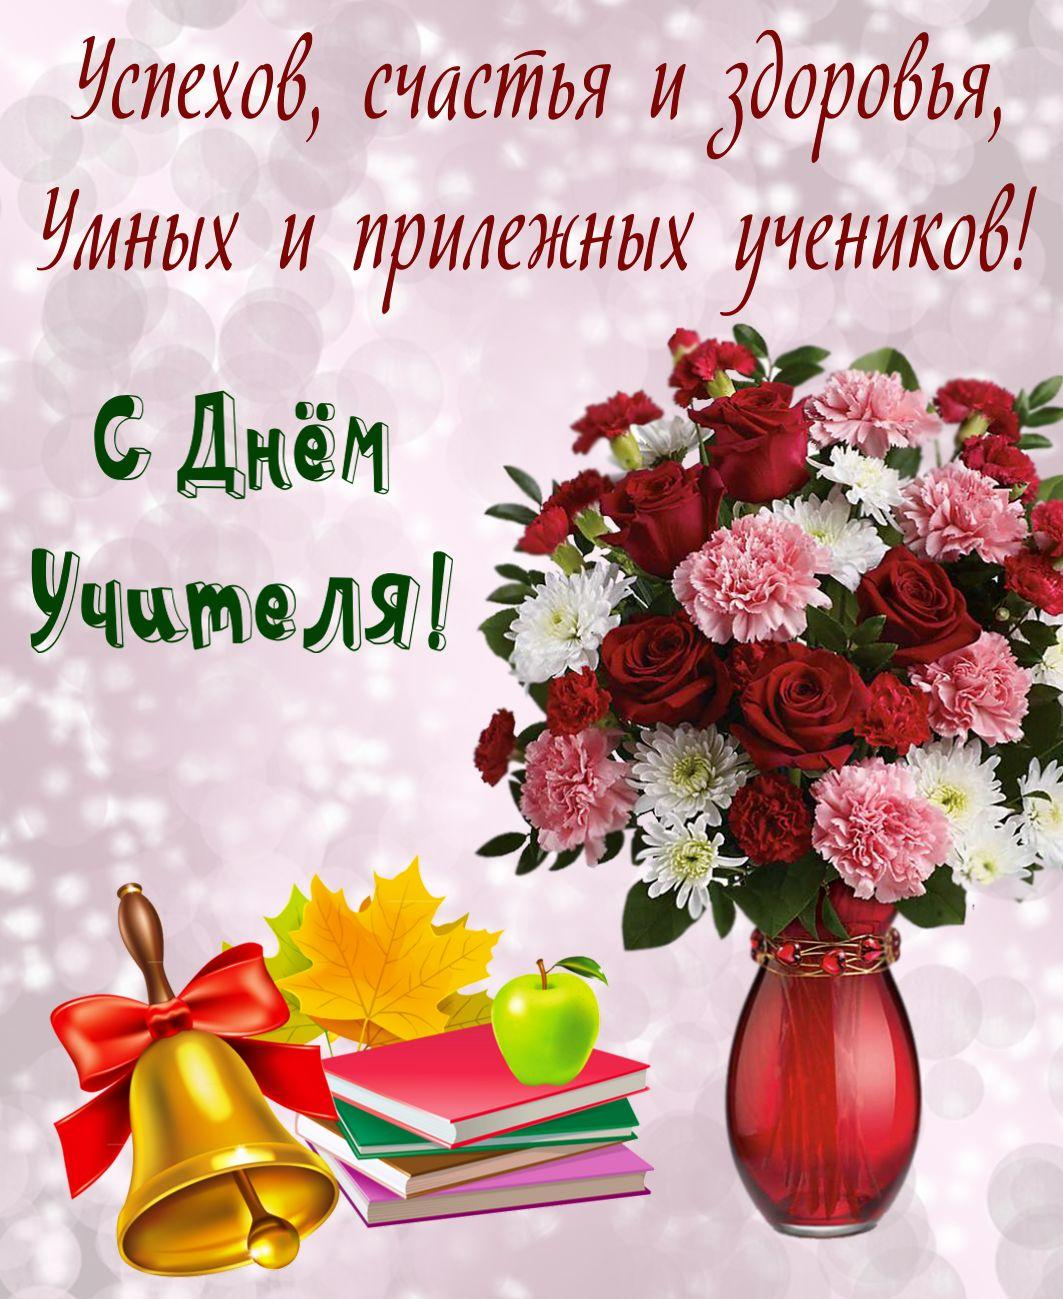 Успехов, счастья и здоровья,
Умных и прилежных учеников!
С Днём
Учителя!